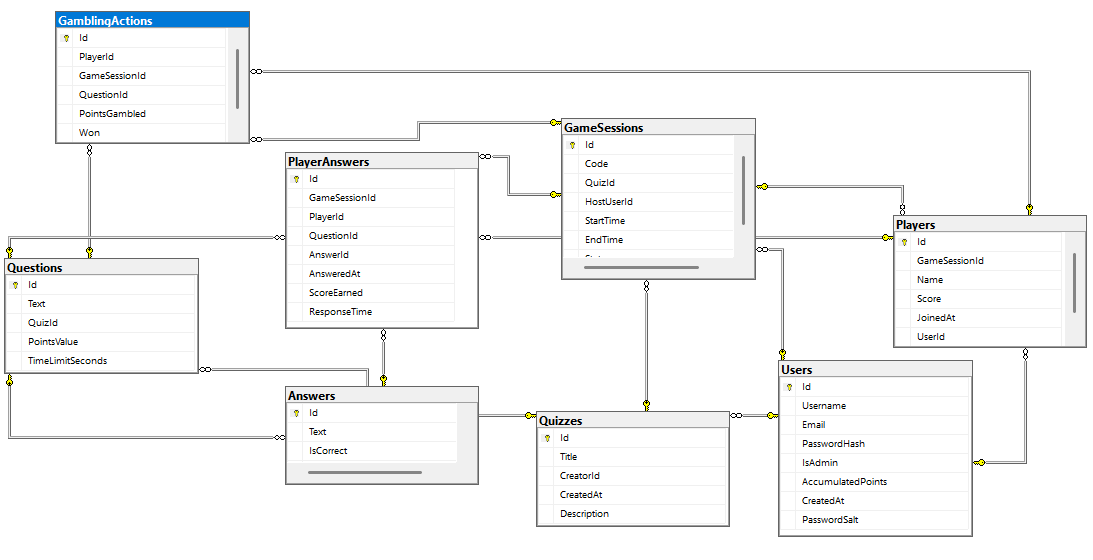 GamblingActions
Id
PlayerId
GameSessionId
QuestionId
PointsGambled
Won
PlayerAnswers
Id
GameSessionId
PlayerId
QuestionId
AnswerId
AnsweredAt
ScoreEarned
ResponseTime
GameSessions
Id
Code
QuizId
HostUserId
StartTime
EndTime
Players
Id
GameSessionId
Name
Score
JoinedAt
UserId
Questions
Id
Text
QuizId
PointsValue
TimeLimitSeconds
Answers
Id
Text
IsCorrect
Quizzes
Id
Title
CreatorId
CreatedAt
Description
Users
Id
Username
Email
PasswordHash
IsAdmin
AccumulatedPoints
CreatedAt
PasswordSalt